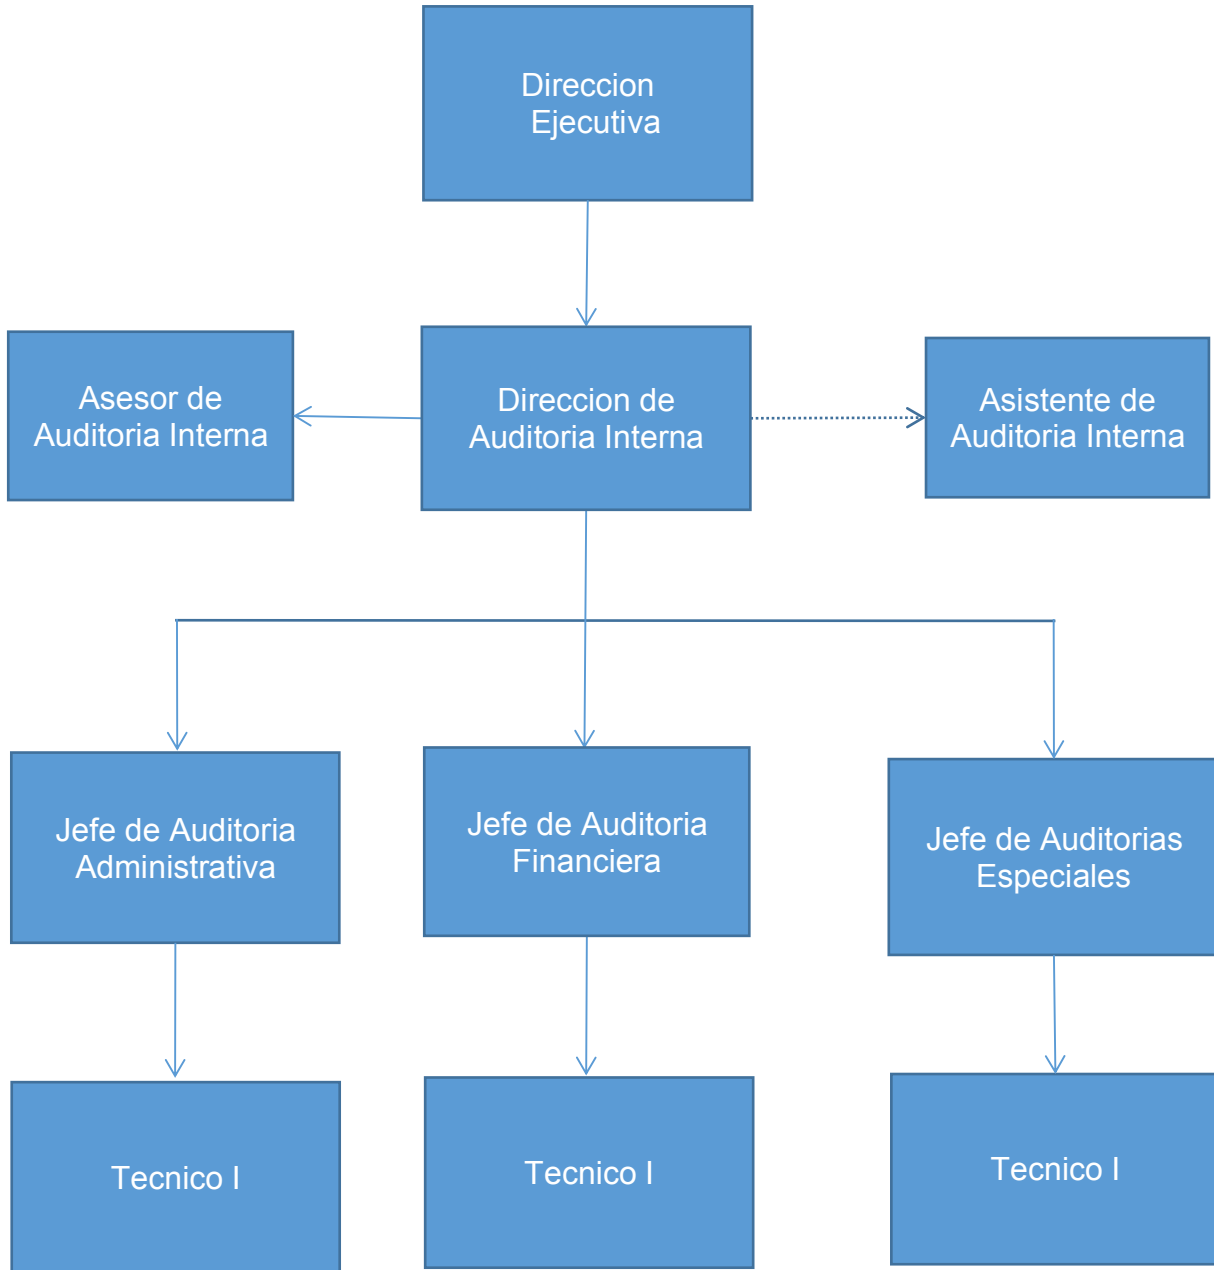 Direccion
Ejecutiva
Asesor de
Auditoria Interna
Direccion de
Auditoria Interna
Asistente de
Auditoria Interna
Jefe de Auditoria
Administrativa
Jefe de Auditoria
Financiera
Jefe de Auditorias
Especiales
Tecnico I
Tecnico I
Tecnico I